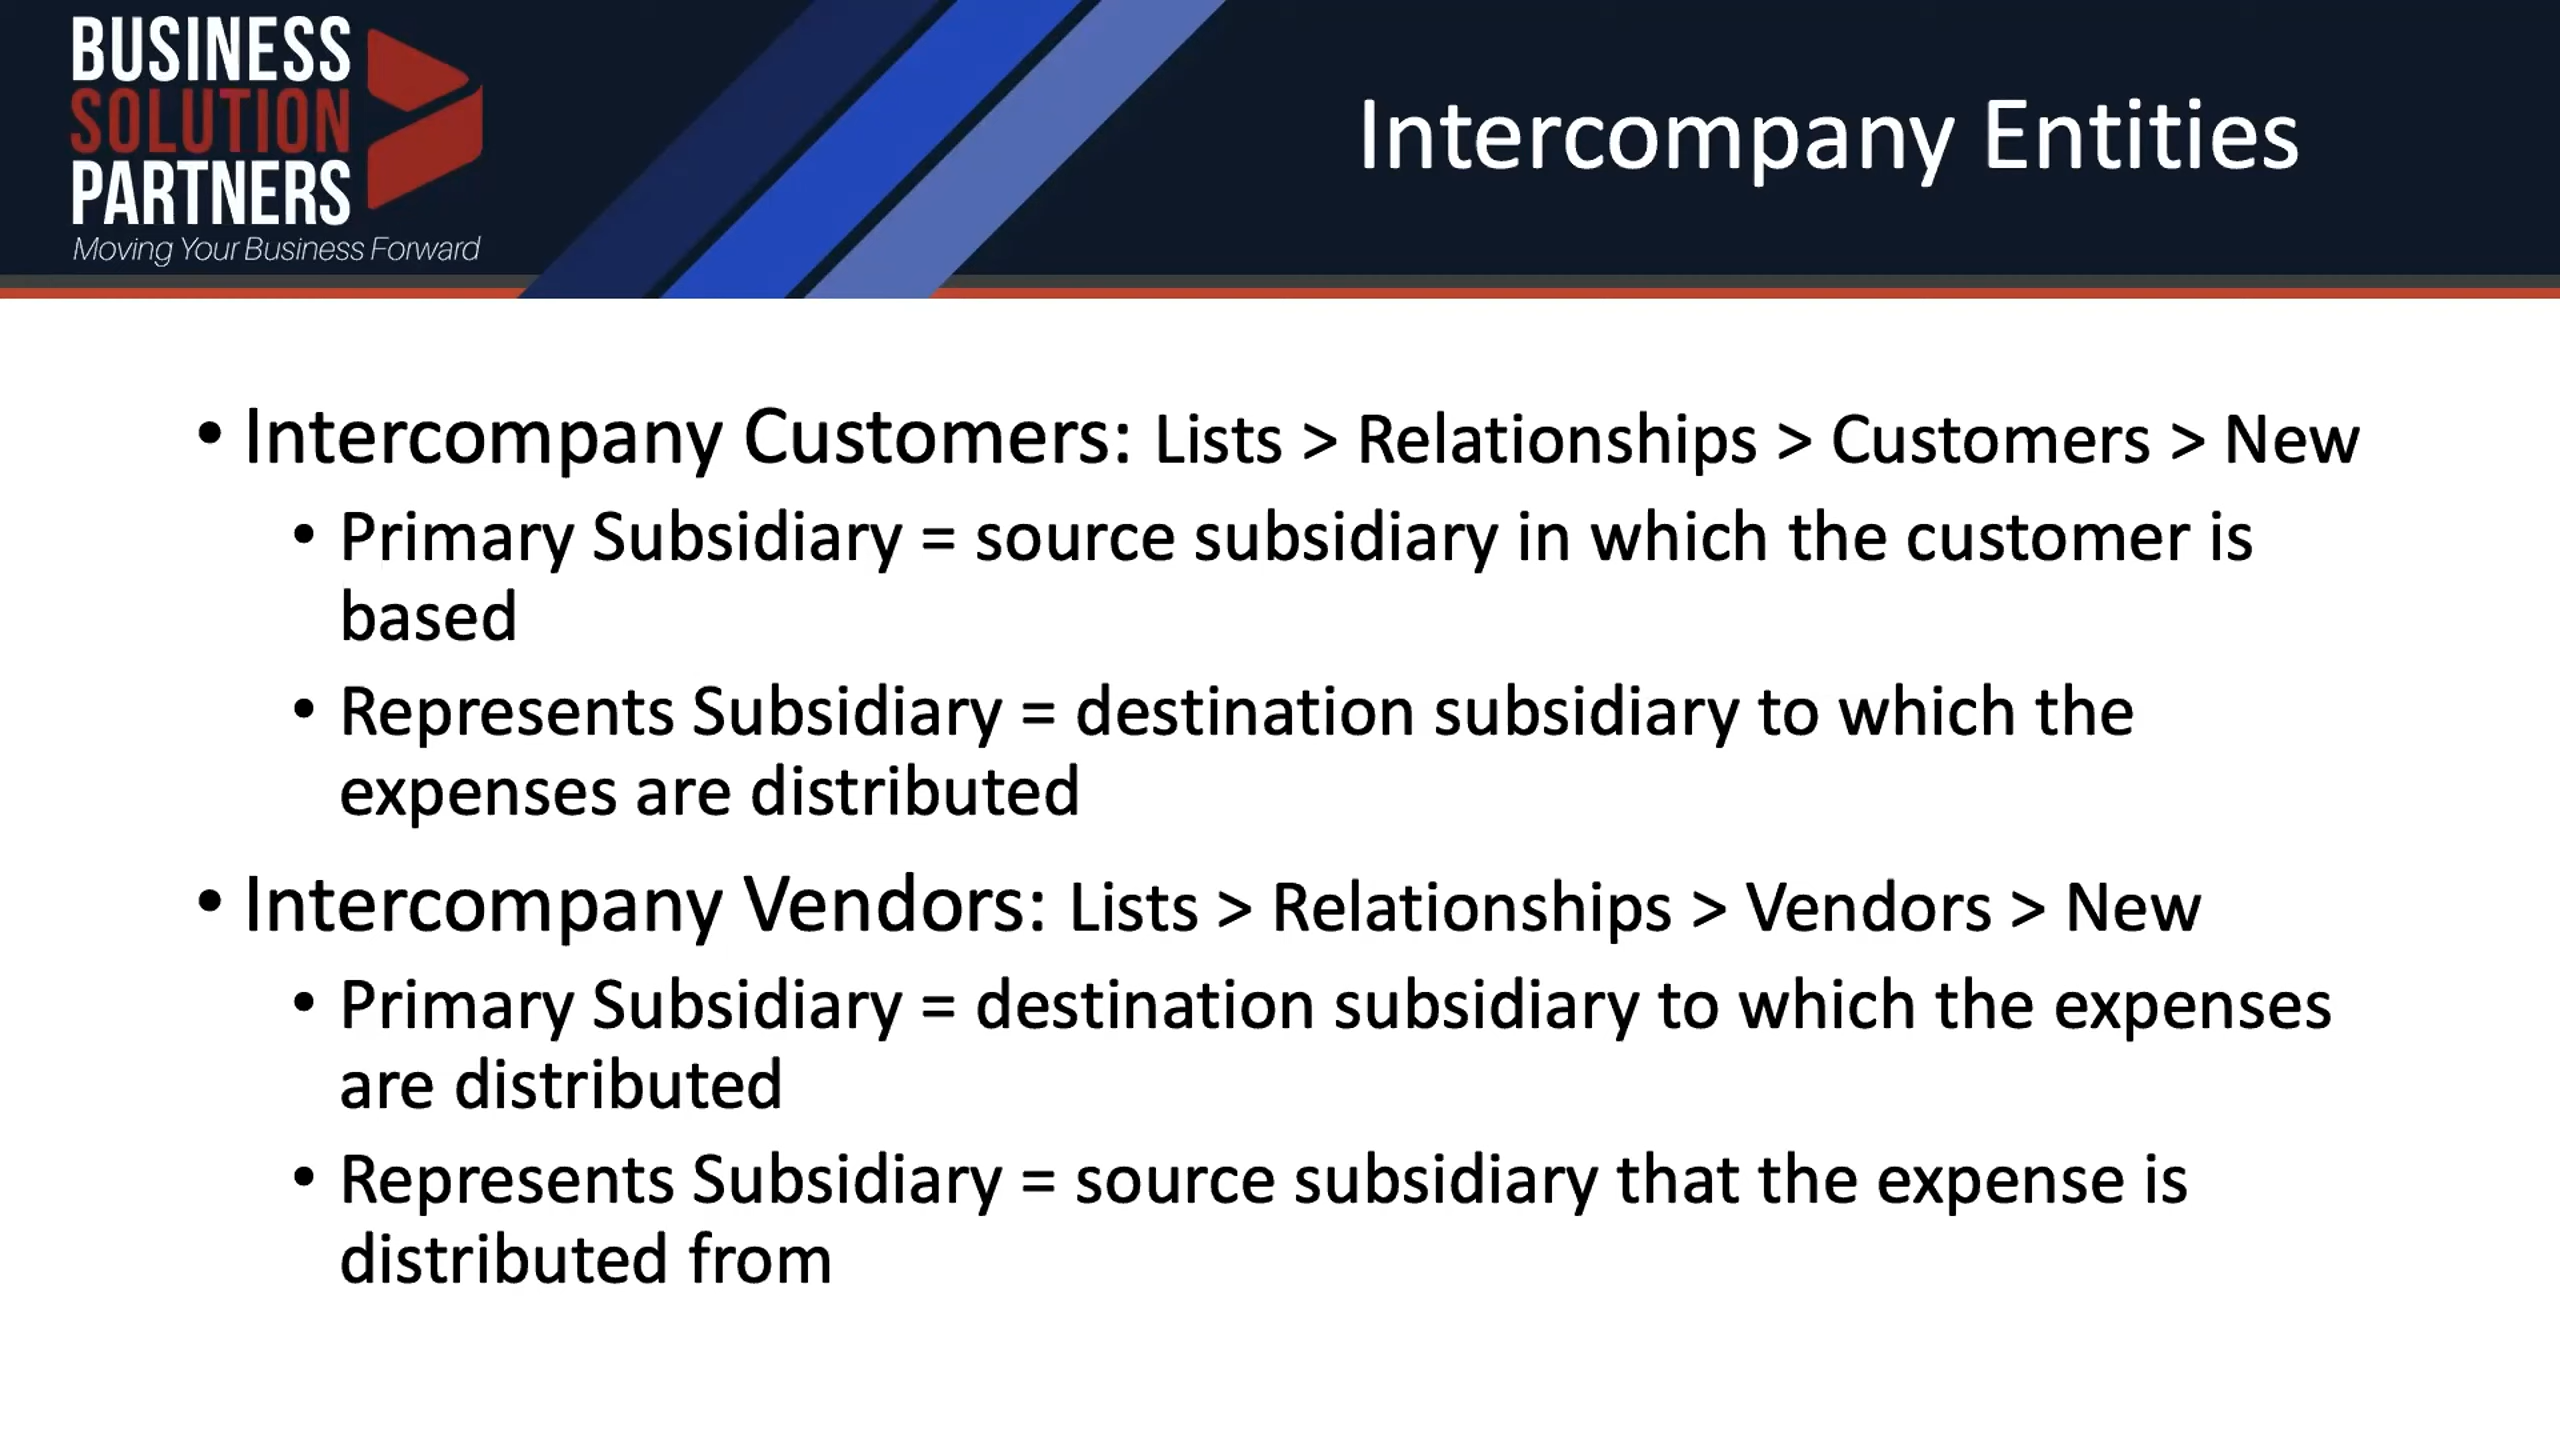 BUSINESS
SOLUTION
PARTNERS
Moving Your Business Forward
Intercompany Entities
• Intercompany Customers: Lists > Relationships > Customers > New
• Primary Subsidiary = source subsidiary in which the customer is
based
• Represents Subsidiary = destination subsidiary to which the
expenses are distributed
• Intercompany Vendors: Lists > Relationships > Vendors > New
• Primary Subsidiary = destination subsidiary to which the expenses
are distributed
• Represents Subsidiary = source subsidiary that the expense is
distributed from